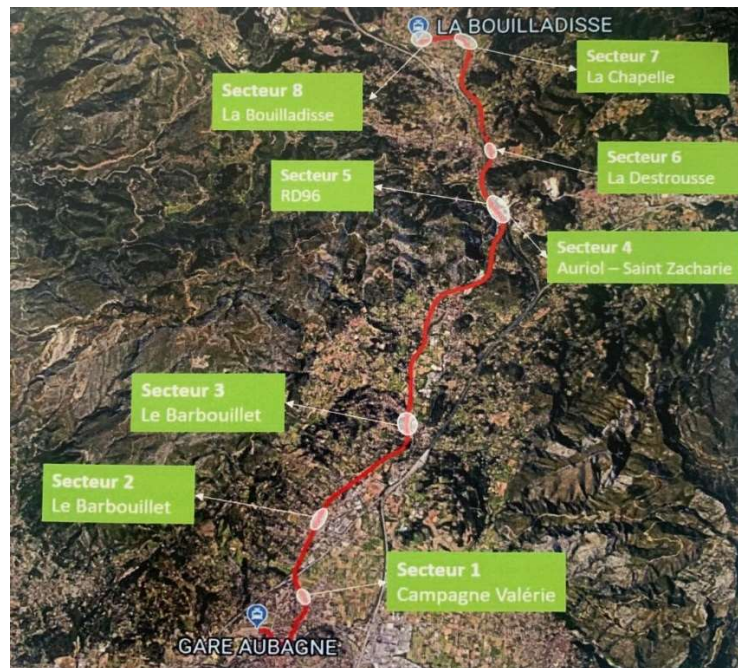 LA BOUILLADISSE
Secteur 7
La Chapelle
Secteur 8
La Bouilladisse
Secteur 6
La Destrousse
Secteur 5
RD96
Secteur 4
Auriol – Saint Zacharie
Secteur 3
Le Barbouillet
Secteur 2
Le Barbouillet
Secteur 1
Campagne Valérie
GARE AUBAGNE